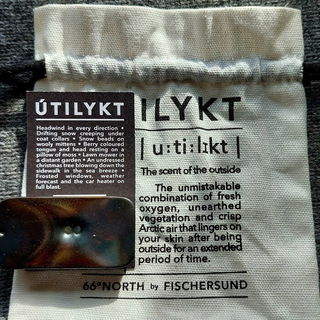 ÚTILYKT
Headwind in every direction •
Drifting snow creeping under
coat collars • Snow beads on
wooly mittens • Berry coloured
tongue and head resting on a
pillow of moss • Lawn mower in
a distant garden • An undressed
christmas tree blowing down the
sidewalk in the sea breeze •
Frosted windows, weather
forecast and the car heater on
full blast.
ILYKT
| u:ti:lɪkt |
The scent of the outside
The unmistakable
combination of fresh
oxygen, unearthed
vegetation and crisp
Arctic air that lingers on
your skin after being
outside for an extended
period of time.
66°NORTH by FISCHERSUND